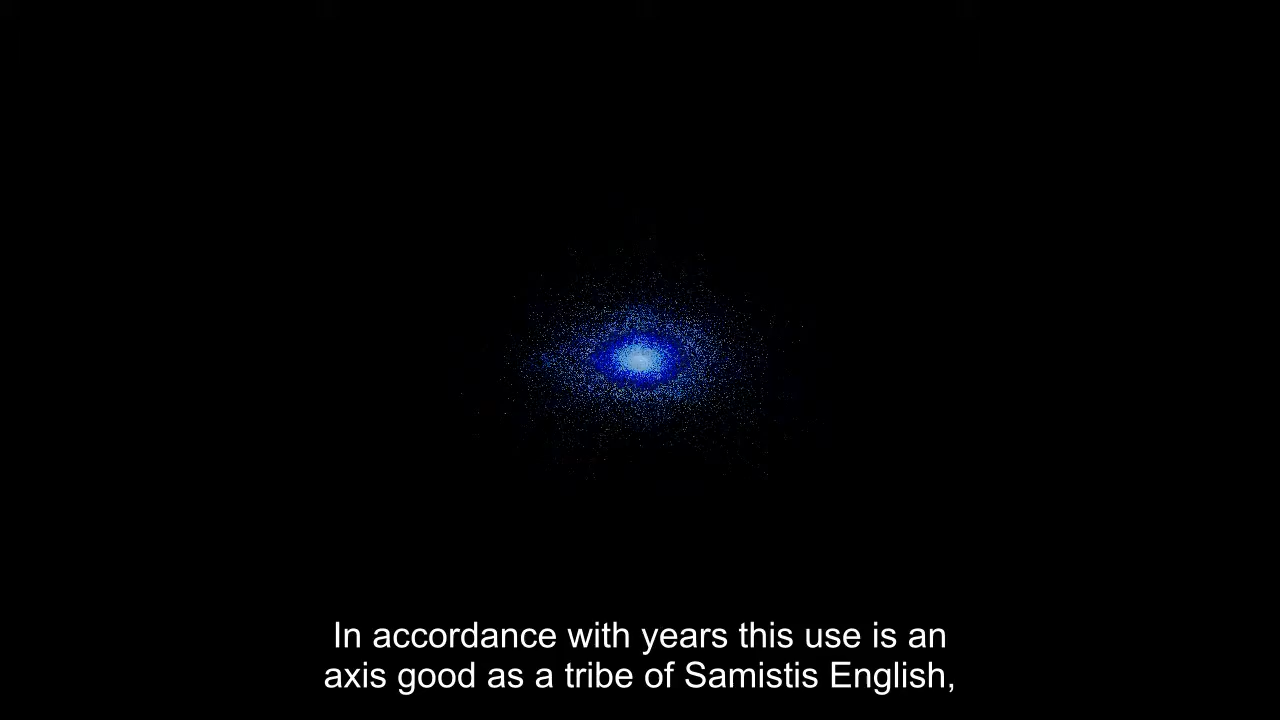 In accordance with years this use is an
axis good as a tribe of Samistis English,